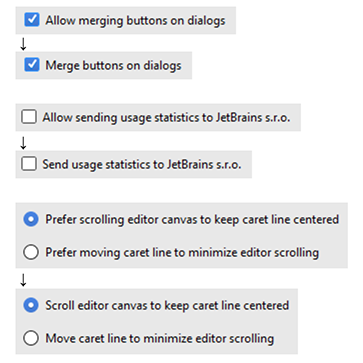 Allow merging buttons on dialogs
↓
Merge buttons on dialogs
Allow sending usage statistics to JetBrains s.r.o.
↓
Send usage statistics to JetBrains s.r.o.
Prefer scrolling editor canvas to keep caret line centered
Prefer moving caret line to minimize editor scrolling
↓
Scroll editor canvas to keep caret line centered
Move caret line to minimize editor scrolling